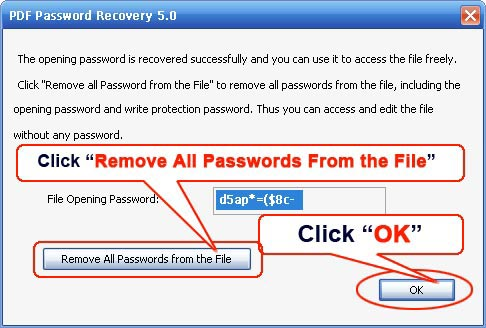 PDF Password Recovery 5.0
The opening password is recovered successfully and you can use it to access the file freely.
Click "Remove all Password from the File" to remove all passwords from the file, including the
opening password and write protection password. Thus you can access and edit the file
without any password.
Click “Remove All Passwords From the File”
File Opening Password:
d5ap*=($8c-
Click “OK”
Remove All Passwords from the File
OK